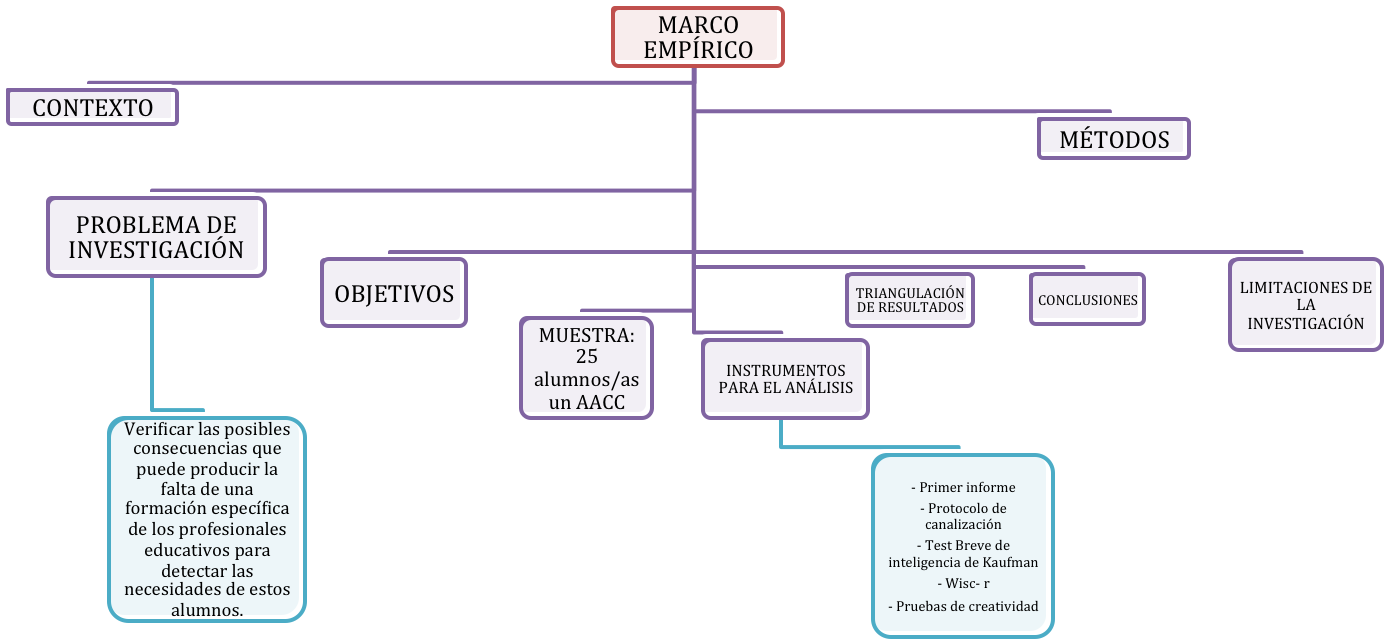 MARCO
EMPÍRICO
CONTEXTO
MÉTODOS
PROBLEMA DE
INVESTIGACIÓN
OBJETIVOS
TRIANGULACIÓN
DE RESULTADOS
CONCLUSIONES
LIMITACIONES DE
LA
INVESTIGACIÓN
MUESTRA:
25
alumnos/as
un AACC
INSTRUMENTOS
PARA EL ANÁLISIS
Verificar las posibles
consecuencias que
puede producir la
falta de una
formación específica
de los profesionales
educativos para
detectar las
necesidades de estos
alumnos.
- Primer informe
- Protocolo de
canalización
- Test Breve de
inteligencia de Kaufman
- Wisc- r
- Pruebas de creatividad